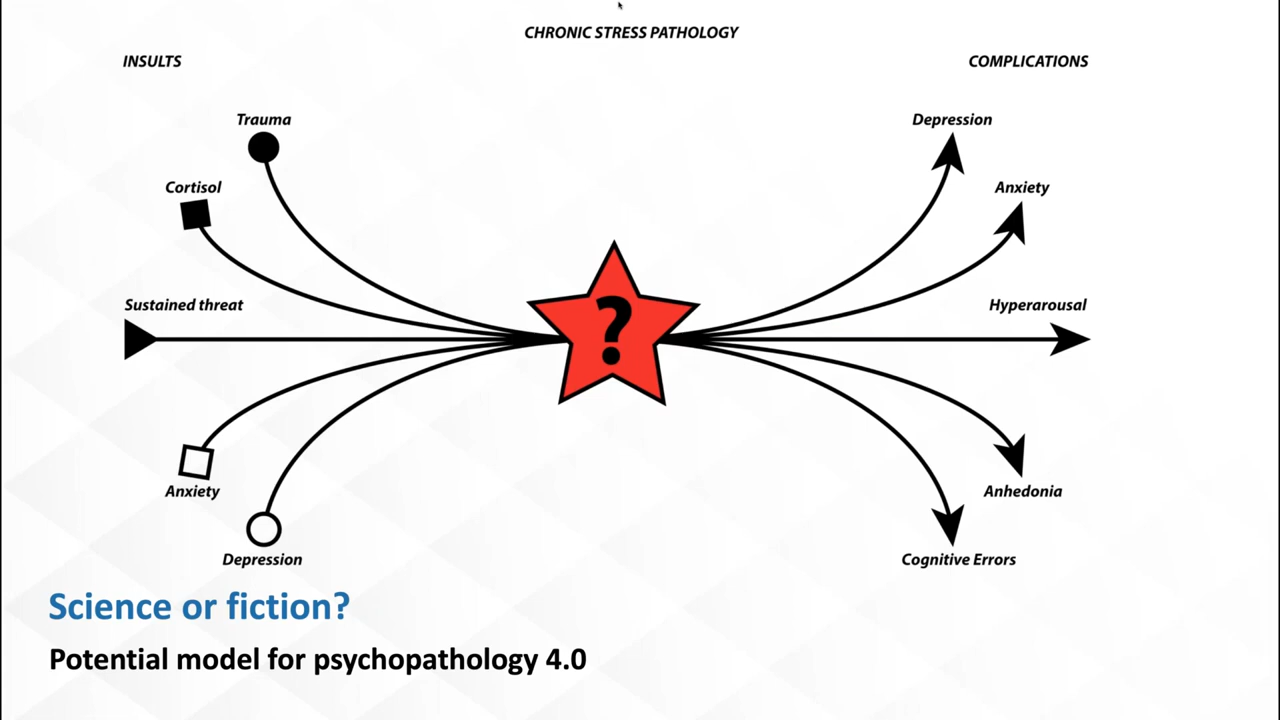 CHRONIC STRESS PATHOLOGY
INSULTS
COMPLICATIONS
Trauma
Depression
Cortisol
Anxiety
Sustained threat
Hyperarousal
?
Anxiety
Anhedonia
Depression
Cognitive Errors
Science or fiction?
Potential model for psychopathology 4.0